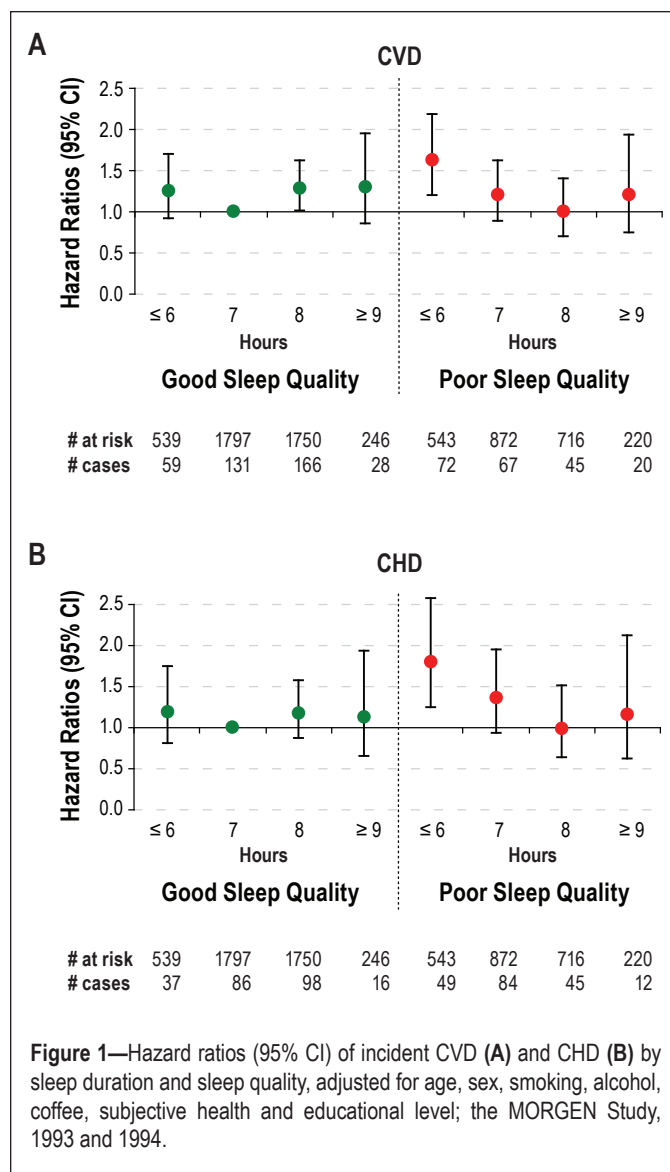 A
CVD
Hazard Ratios (95% CI)
2.5
2.0
1.5
1.0
0.5
0.0
≤ 6 7 8 ≥ 9 ≤ 6 7 8 ≥ 9
Hours Hours
Good Sleep Quality Poor Sleep Quality
# at risk 539 1797 1750 246 543 872 716 220
# cases 59 131 166 28 72 67 45 20
B
CHD
Hazard Ratios (95% CI)
2.5
2.0
1.5
1.0
0.5
0.0
≤ 6 7 8 ≥ 9 ≤ 6 7 8 ≥ 9
Hours Hours
Good Sleep Quality Poor Sleep Quality
# at risk 539 1797 1750 246 543 872 716 220
# cases 37 86 98 16 49 84 45 12
Figure 1—Hazard ratios (95% CI) of incident CVD (A) and CHD (B) by
sleep duration and sleep quality, adjusted for age, sex, smoking, alcohol,
coffee, subjective health and educational level; the MORGEN Study,
1993 and 1994.